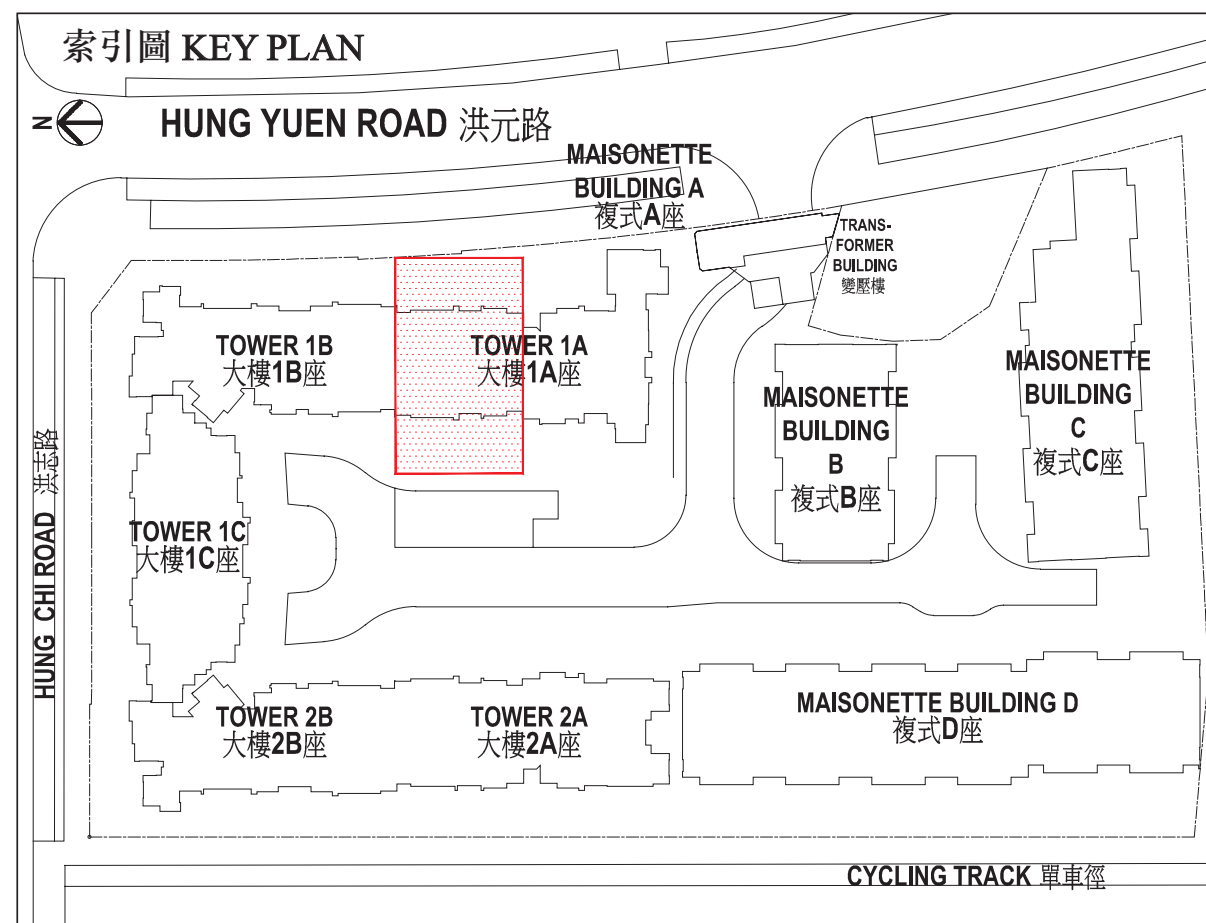 索引圖 KEY PLAN
N
HUNG YUEN ROAD 洪元路
MAISONETTE
BUILDING A
複式A座
TRANS-
FORMER
BUILDING
變壓樓
TOWER 1B
大樓1B座
TOWER 1A
大樓1A座
MAISONETTE
BUILDING
B
複式B座
MAISONETTE
BUILDING
C
複式C座
HUNG CHI ROAD 洪志路
TOWER 1C
大樓1C座
TOWER 2B
大樓2B座
TOWER 2A
大樓2A座
MAISONETTE BUILDING D
複式D座
CYCLING TRACK 單車徑